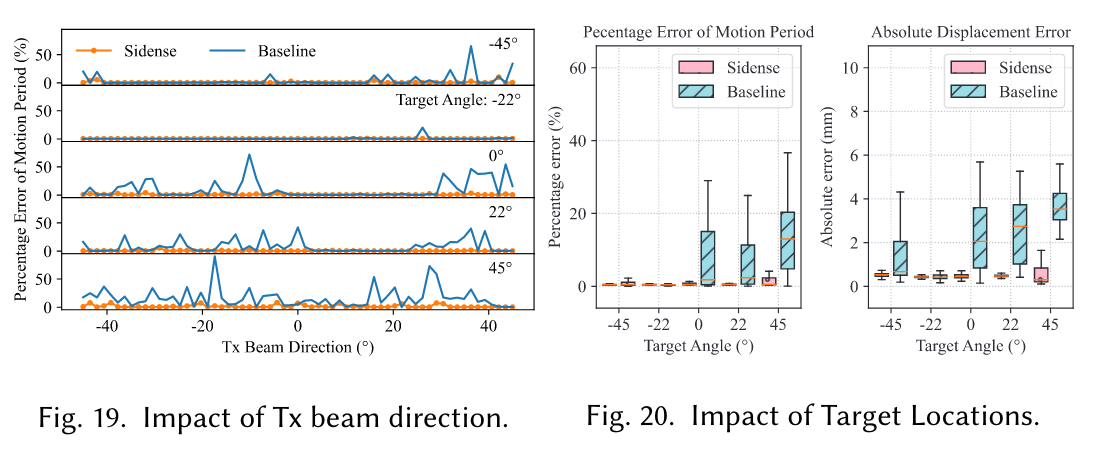 Percentage Error of Motion Period (%)
Sidense
Baseline
-45°
50
0
Target Angle: -22°
50
0
0°
50
0
22°
50
0
45°
50
0
-40
-20
0
20
40
Tx Beam Direction (°)
Fig. 19. Impact of Tx beam direction.
Pecentage Error of Motion Period
Percentage error (%)
60
40
20
0
Sidense
Baseline
-45
-22
0
22
45
Target Angle (°)
Absolute Displacement Error
Absolute error (mm)
10
8
6
4
2
0
Sidense
Baseline
-45
-22
0
22
45
Target Angle (°)
Fig. 20. Impact of Target Locations.